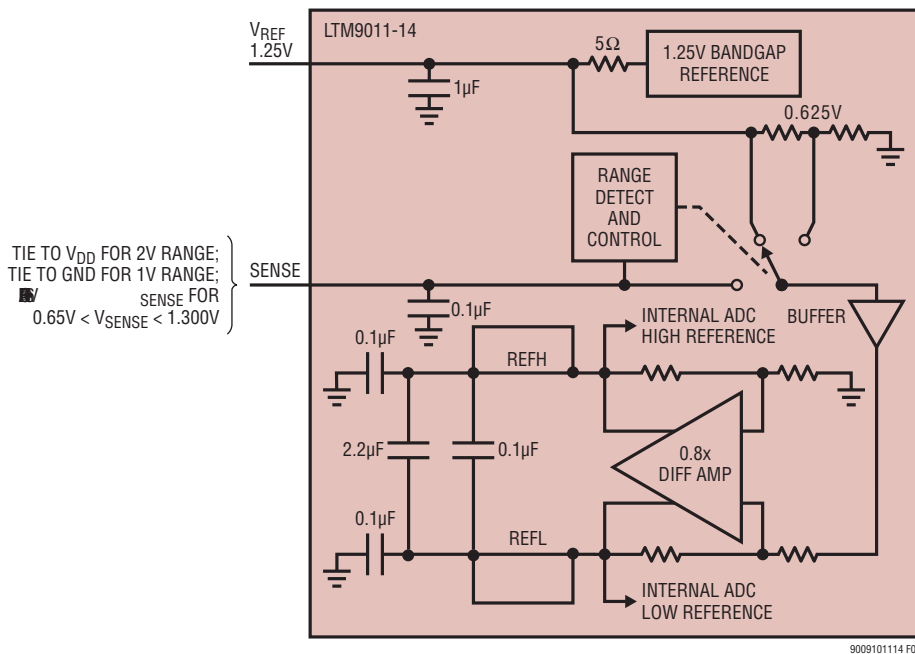 LTM9011-14
VREF
1.25V
5Ω
1.25V BANDGAP
REFERENCE
1µF
0.625V
RANGE
DETECT
AND
CONTROL
TIE TO VDD FOR 2V RANGE;
TIE TO GND FOR 1V RANGE;
SENSE FOR
0.65V < VSENSE < 1.300V
SENSE
0.1µF
BUFFER
INTERNAL ADC
HIGH REFERENCE
0.1µF
REFH
2.2µF
0.1µF
0.8x
DIFF AMP
0.1µF
REFL
INTERNAL ADC
LOW REFERENCE
9009101114 F0